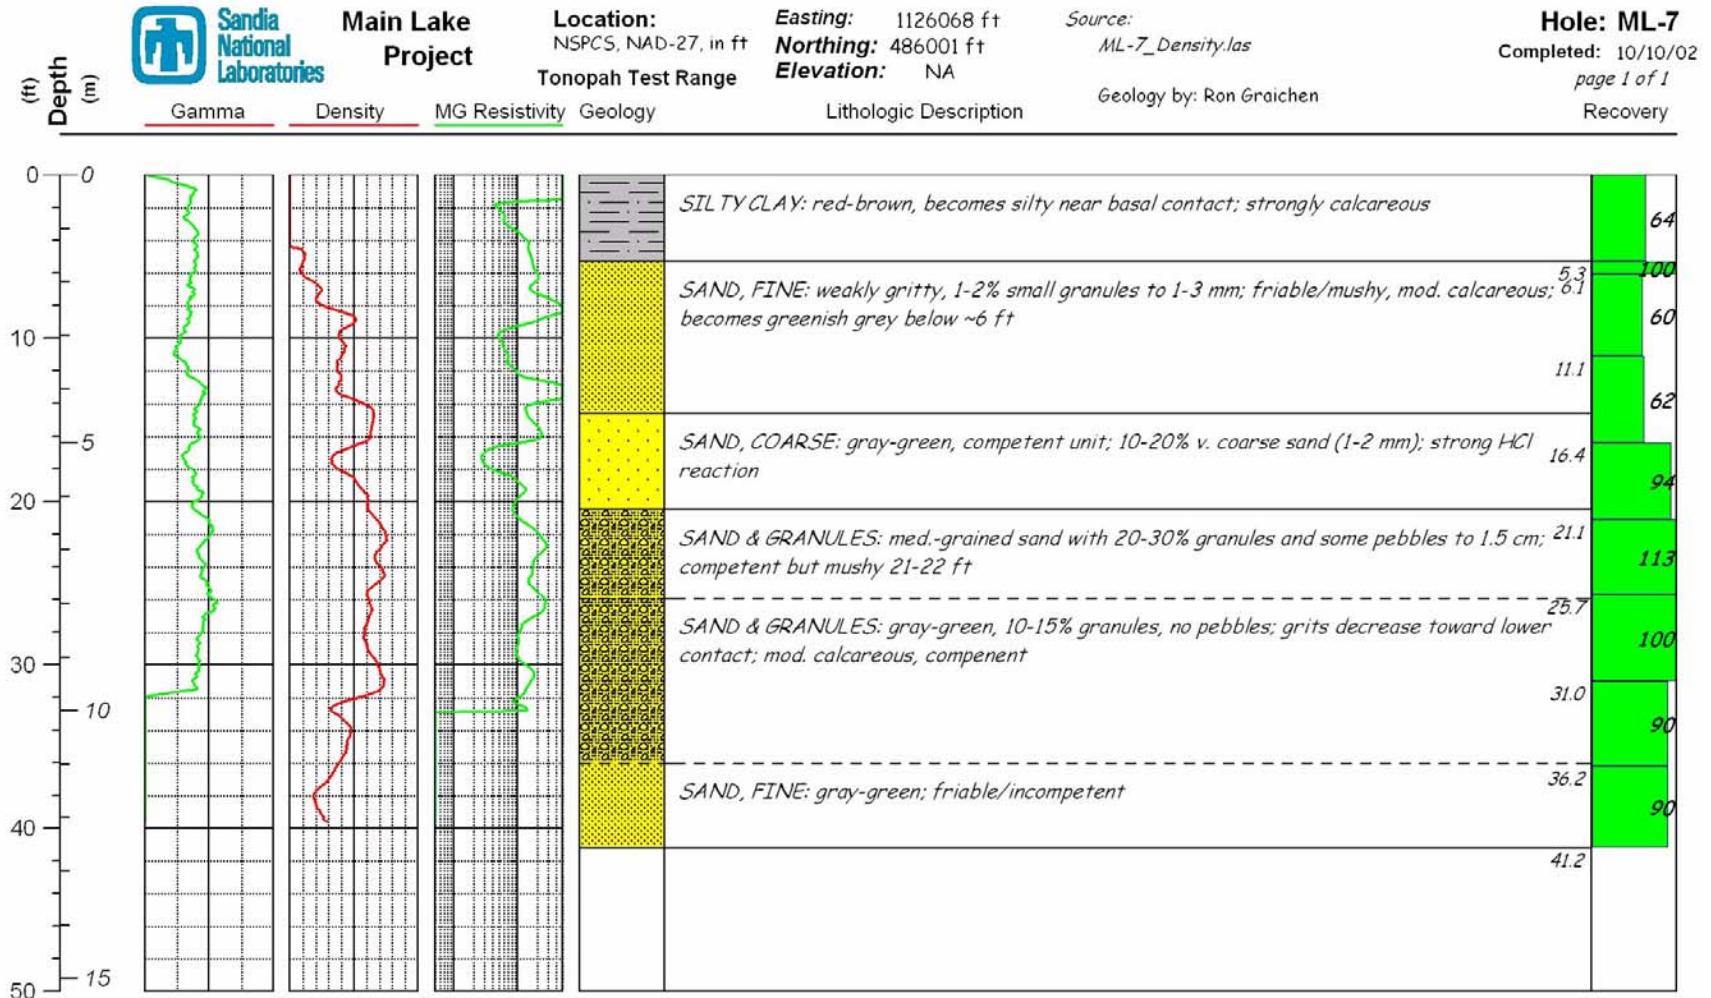 Sandia
National
Laboratories
Main Lake
Project
Location:
NSPCS, NAD-27, in ft
Tonopah Test Range
Easting: 1126068 ft
Northing: 486001 ft
Elevation: NA
Source:
ML-7_Density.las
Geology by: Ron Graichen
Hole: ML-7
Completed: 10/10/02
page 1 of 1
(ft)
Depth
(m)
Gamma
Density
MG Resistivity
Geology
Lithologic Description
Recovery
0
0
SILTY CLAY: red-brown, becomes silty near basal contact; strongly calcareous
64
5.3
100
SAND, FINE: weakly gritty, 1-2% small granules to 1-3 mm; friable/mushy, mod. calcareous;
6.1
becomes greenish grey below ~6 ft
60
10
11.1
62
5
SAND, COARSE: gray-green, competent unit; 10-20% v. coarse sand (1-2 mm); strong HCl
16.4
reaction
94
20
SAND & GRANULES: med.-grained sand with 20-30% granules and some pebbles to 1.5 cm;
21.1
competent but mushy 21-22 ft
113
25.7
SAND & GRANULES: gray-green, 10-15% granules, no pebbles; grits decrease toward lower
contact; mod. calcareous, compenent
100
30
31.0
10
90
36.2
SAND, FINE: gray-green; friable/incompetent
90
40
41.2
15
50